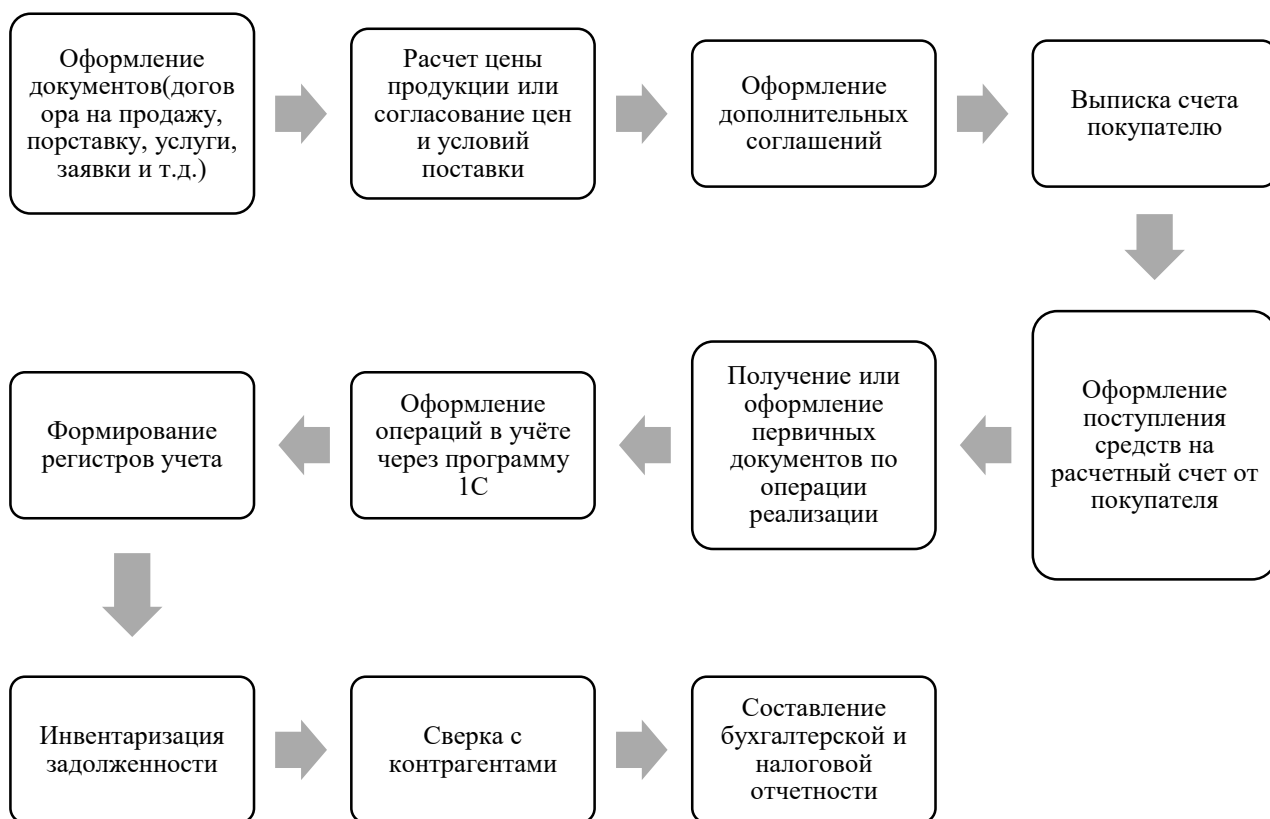 Оформление
документов(догов
ора на продажу,
порставку, услуги,
заявки и т.д.)
Расчет цены
продукции или
согласование цен
и условий
поставки
Оформление
дополнительных
соглашений
Выписка счета
покупателю
Оформление
поступления
средств на
расчетный счет от
покупателя
Получение или
оформление
первичных
документов по
операции
реализации
Оформление
операций в учёте
через программу
1С
Формирование
регистров учета
Инвентаризация
задолженности
Сверка с
контрагентами
Составление
бухгалтерской и
налоговой
отчетности